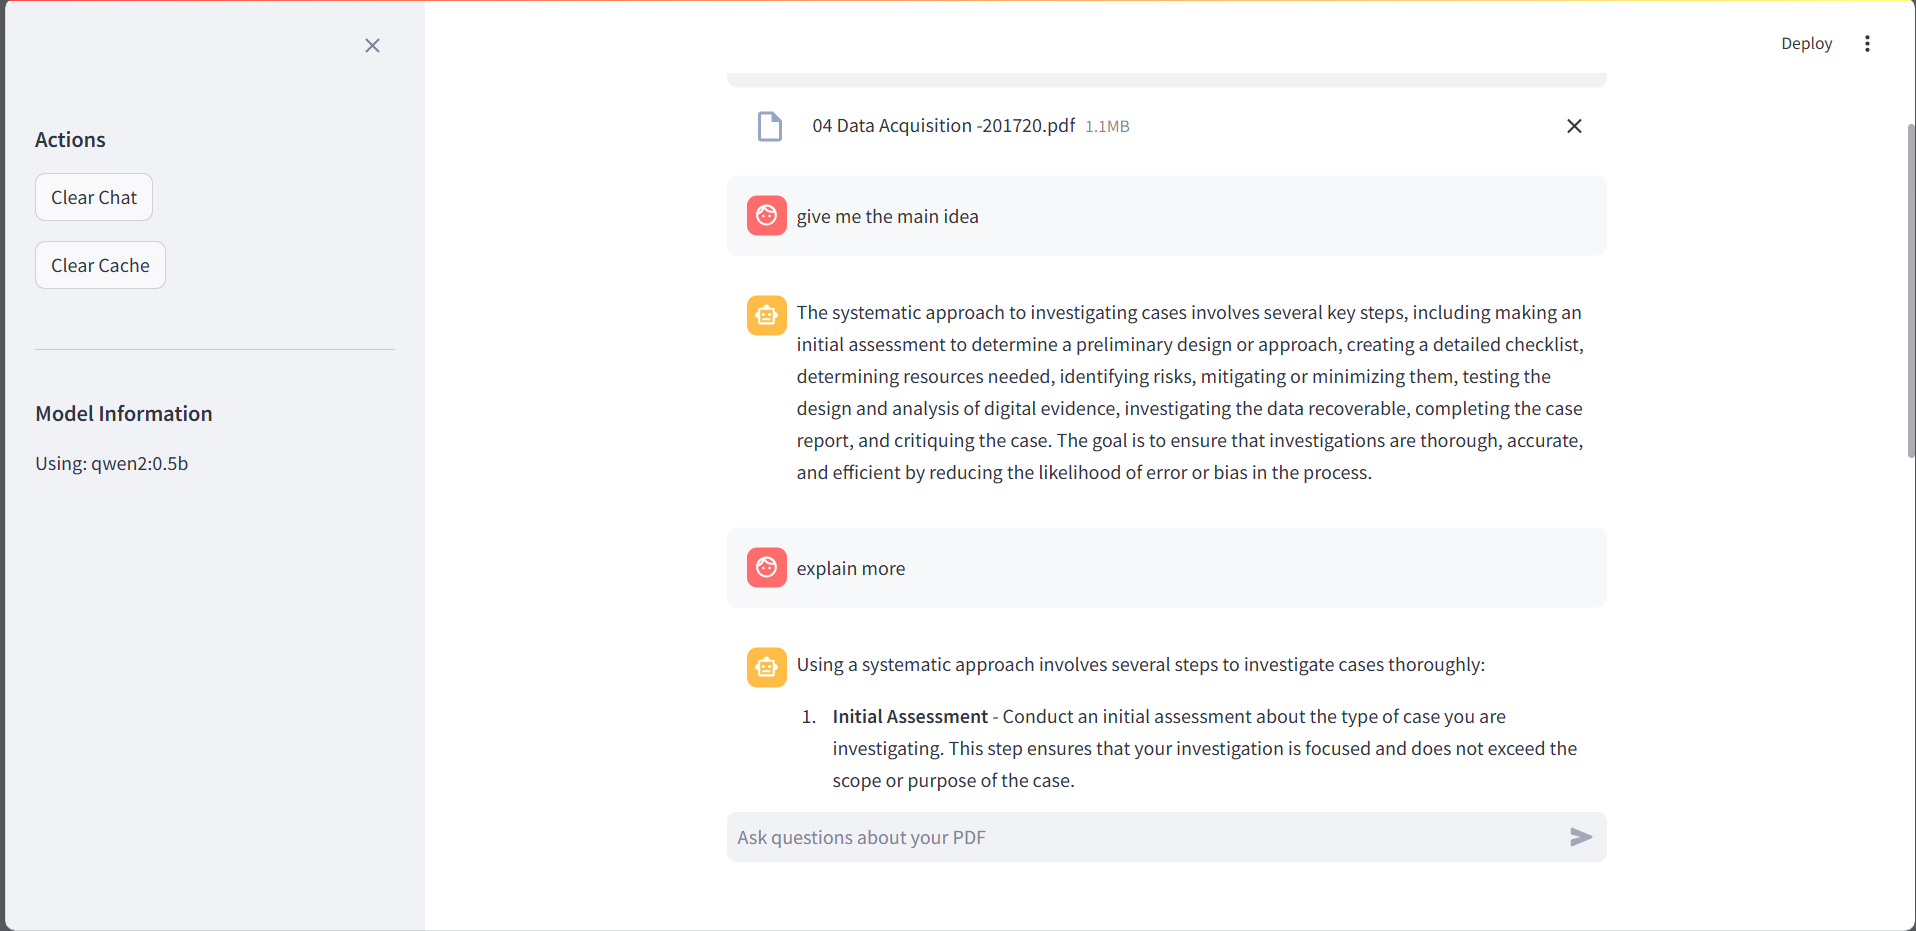 Deploy
Actions
Clear Chat
Clear Cache
Model Information
Using: qwen2:0.5b
04 Data Acquisition -201720.pdf 1.1MB
give me the main idea
The systematic approach to investigating cases involves several key steps, including making an
initial assessment to determine a preliminary design or approach, creating a detailed checklist,
determining resources needed, identifying risks, mitigating or minimizing them, testing the
design and analysis of digital evidence, investigating the data recoverable, completing the case
report, and critiquing the case. The goal is to ensure that investigations are thorough, accurate,
and efficient by reducing the likelihood of error or bias in the process.
explain more
Using a systematic approach involves several steps to investigate cases thoroughly:
1. Initial Assessment - Conduct an initial assessment about the type of case you are
investigating. This step ensures that your investigation is focused and does not exceed the
scope or purpose of the case.
Ask questions about your PDF